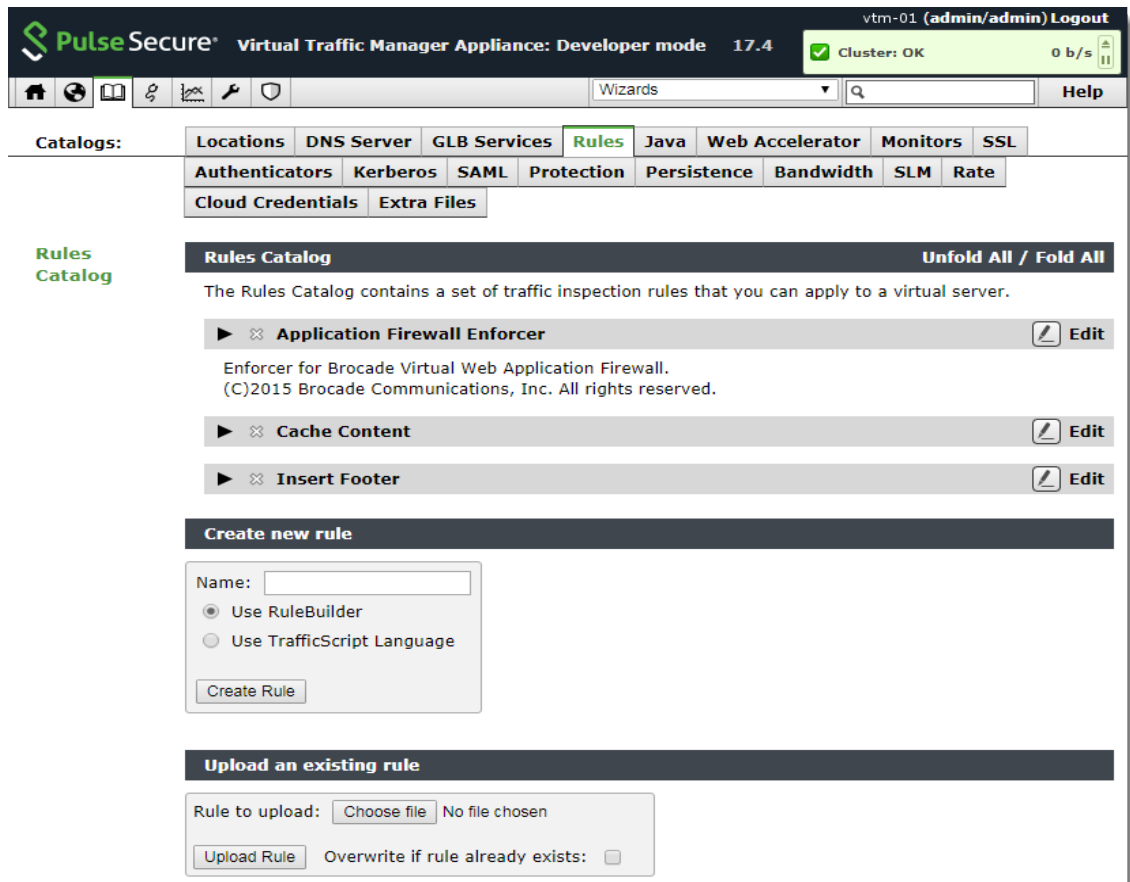 vtm-01 (admin/admin) Logout
Pulse Secure® Virtual Traffic Manager Appliance: Developer mode 17.4
Cluster: OK 0 b/s
Wizards Help
Catalogs: Locations DNS Server GLB Services Rules Java Web Accelerator Monitors SSL
Authenticators Kerberos SAML Protection Persistence Bandwidth SLM Rate
Cloud Credentials Extra Files
Rules
Catalog
Rules Catalog Unfold All / Fold All
The Rules Catalog contains a set of traffic inspection rules that you can apply to a virtual server.
Application Firewall Enforcer Edit
Enforcer for Brocade Virtual Web Application Firewall.
(C)2015 Brocade Communications, Inc. All rights reserved.
Cache Content Edit
Insert Footer Edit
Create new rule
Name:
Use RuleBuilder
Use TrafficScript Language
Create Rule
Upload an existing rule
Rule to upload: Choose file No file chosen
Upload Rule Overwrite if rule already exists: